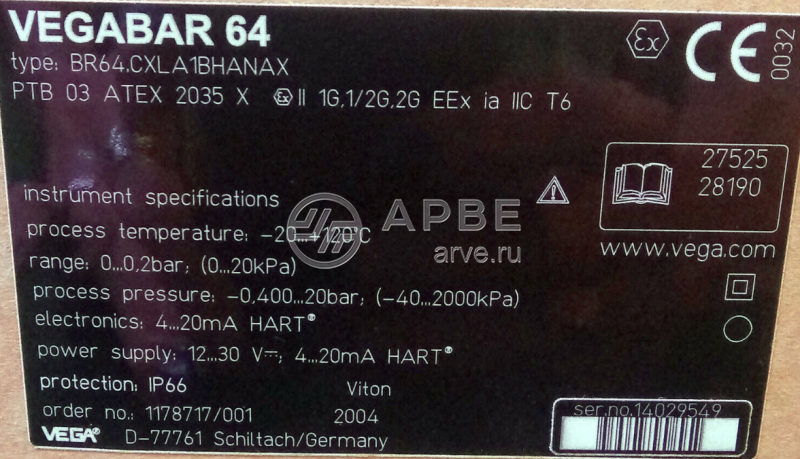 VEGABAR 64
type: BR64.CXLA1BHANAX
PTB 03 ATEX 2035 X Ex II 1G,1/2G,2G EEx ia IIC T6
Ex CE 0032
27525
28190
instrument specifications
АРВЕ
arve.ru
process temperature: -20...+120°C
www.vega.com
range: 0...0,2bar; (0...20kPa)
process pressure: -0,400...20bar; (-40...2000kPa)
electronics: 4...20mA HART®
power supply: 12...30 V⎓; 4...20mA HART®
protection: IP66 Viton
order no.: 1178717/001 2004
ser.no.14029549
VEGA® D-77761 Schiltach/Germany